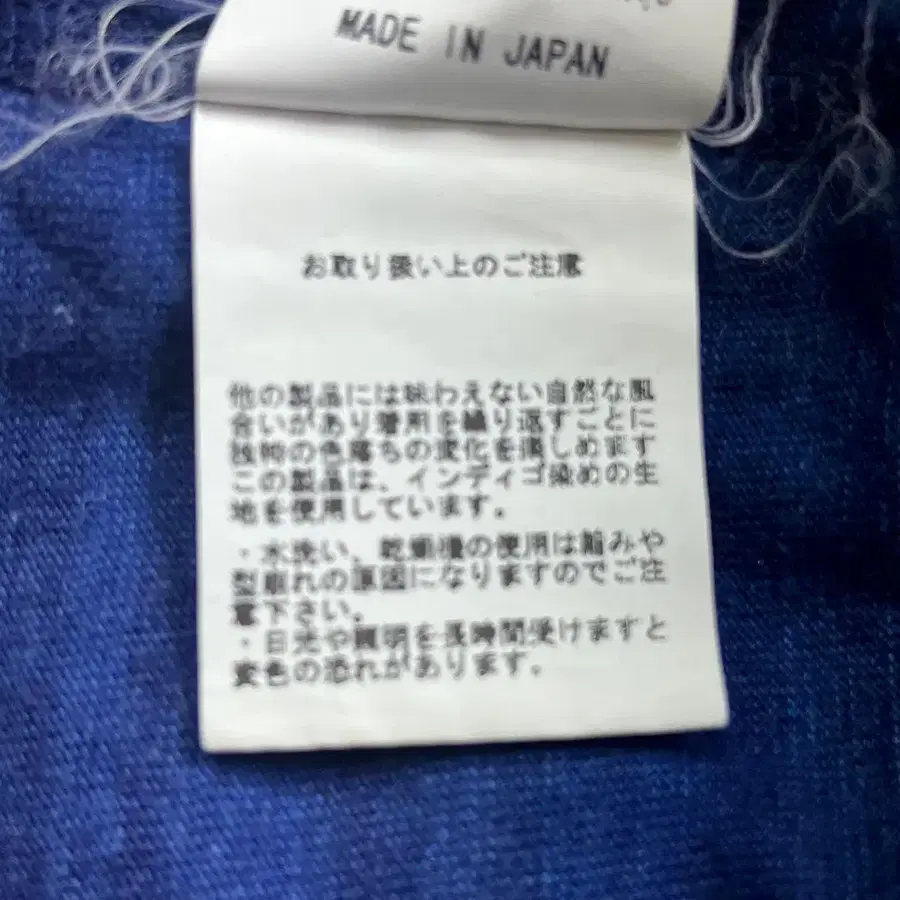 MADE IN JAPAN
お取り扱い上のご注意
他の製品には味わえない自然な風
合いがあり着用を繰り返すごとに
独特の色落ちの変化を楽しめます
この製品は、インディゴ染めの生
地を使用しています。
・水洗い、乾燥機の使用は縮みや
型崩れの原因になりますのでご注
意下さい。
・日光や照明を長時間受けますと
変色の恐れがあります。